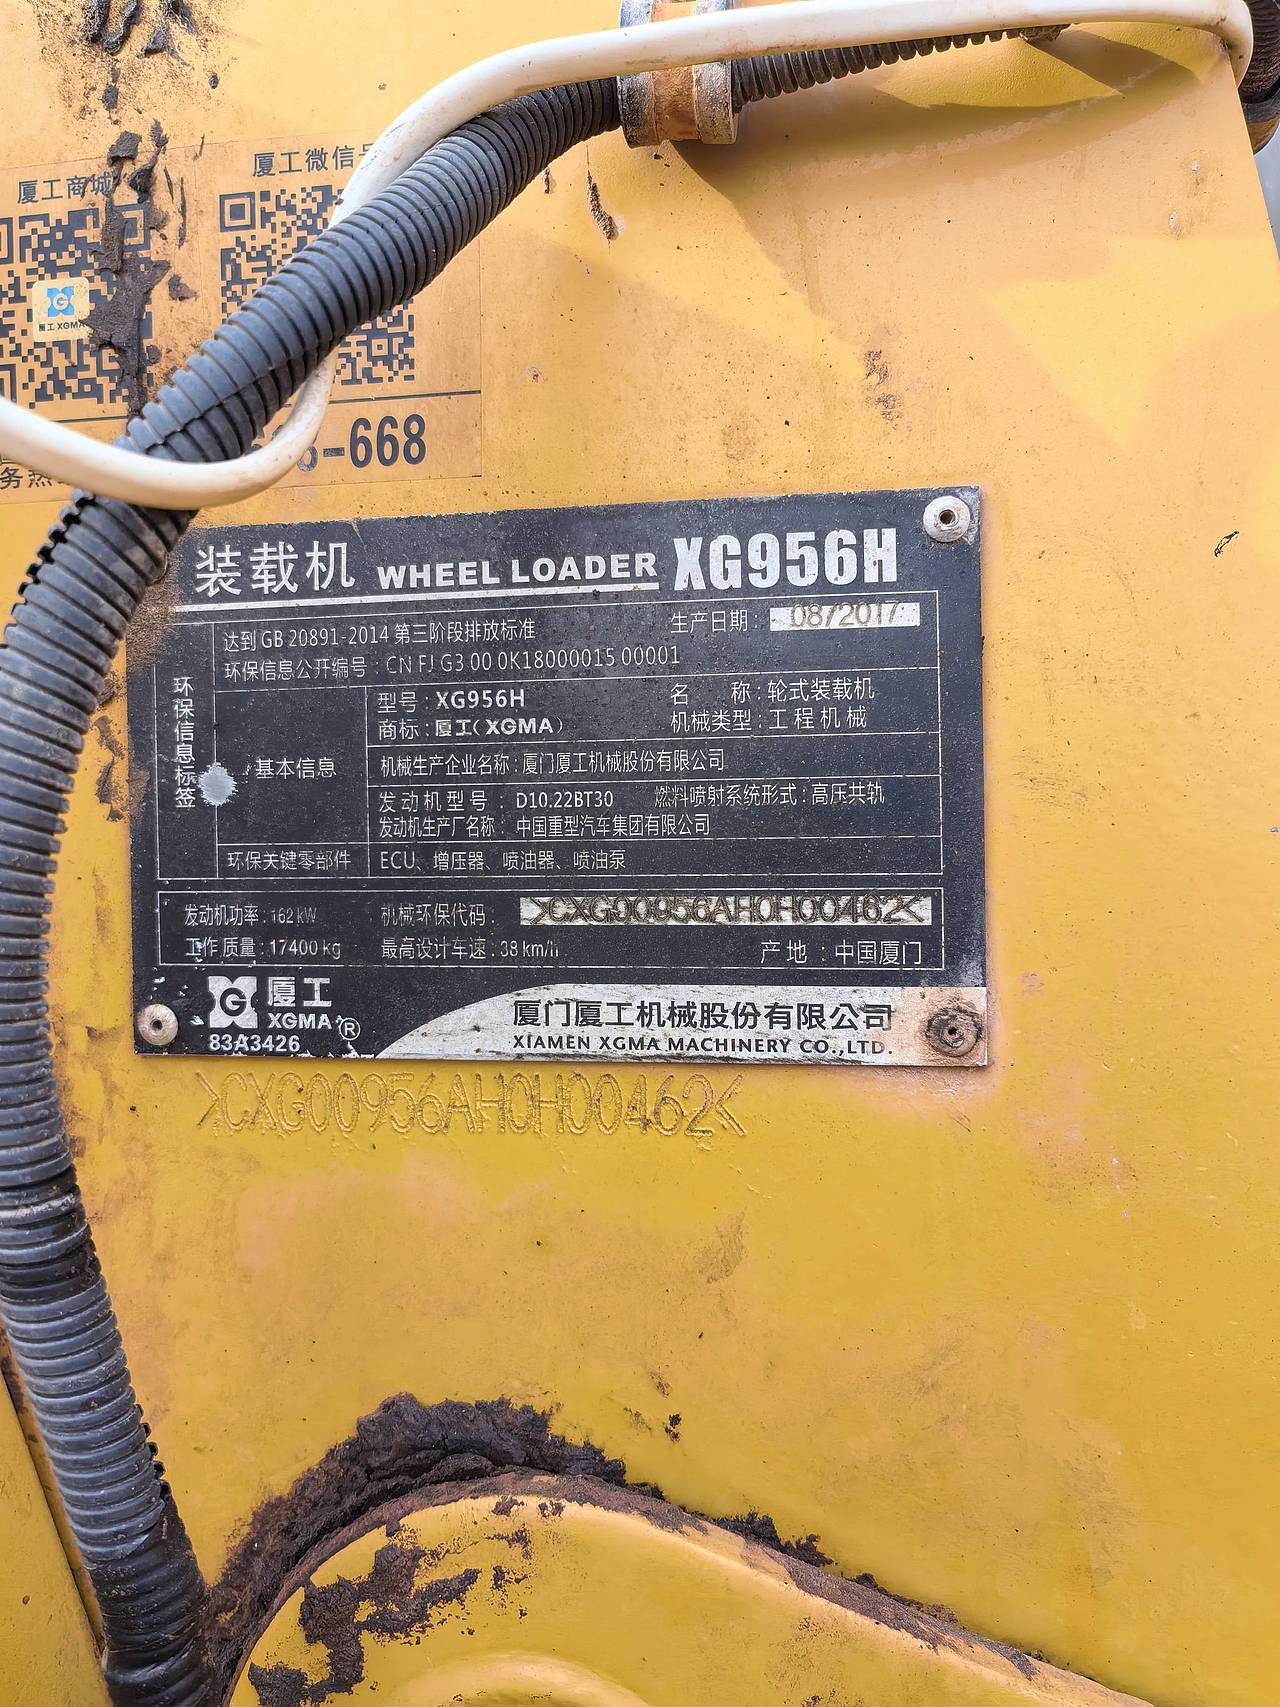 厦工商城
厦工微信
厦工 XGMA
-668
务热
装载机 WHEEL LOADER XG956H
达到 GB 20891-2014 第三阶段排放标准
生产日期: 08/2017
环保信息公开编号: CN FJ G3 00 0K18000015 00001
环保信息标签
基本信息
型号: XG956H 名 称: 轮式装载机
商标: 厦工(XGMA) 机械类型: 工程机械
机械生产企业名称: 厦门厦工机械股份有限公司
发动机型号: D10.22BT30 燃料喷射系统形式: 高压共轨
发动机生产厂名称: 中国重型汽车集团有限公司
环保关键零部件 ECU、增压器、喷油器、喷油泵
发动机功率: 162 kW 机械环保代码: >CXG00956AH0H00462<
工作质量: 17400 kg 最高设计车速: 38 km/h 产地: 中国厦门
G 厦工
XGMA ®
83A3426
厦门厦工机械股份有限公司
XIAMEN XGMA MACHINERY CO.,LTD.
>CXG00956AH0H00462<